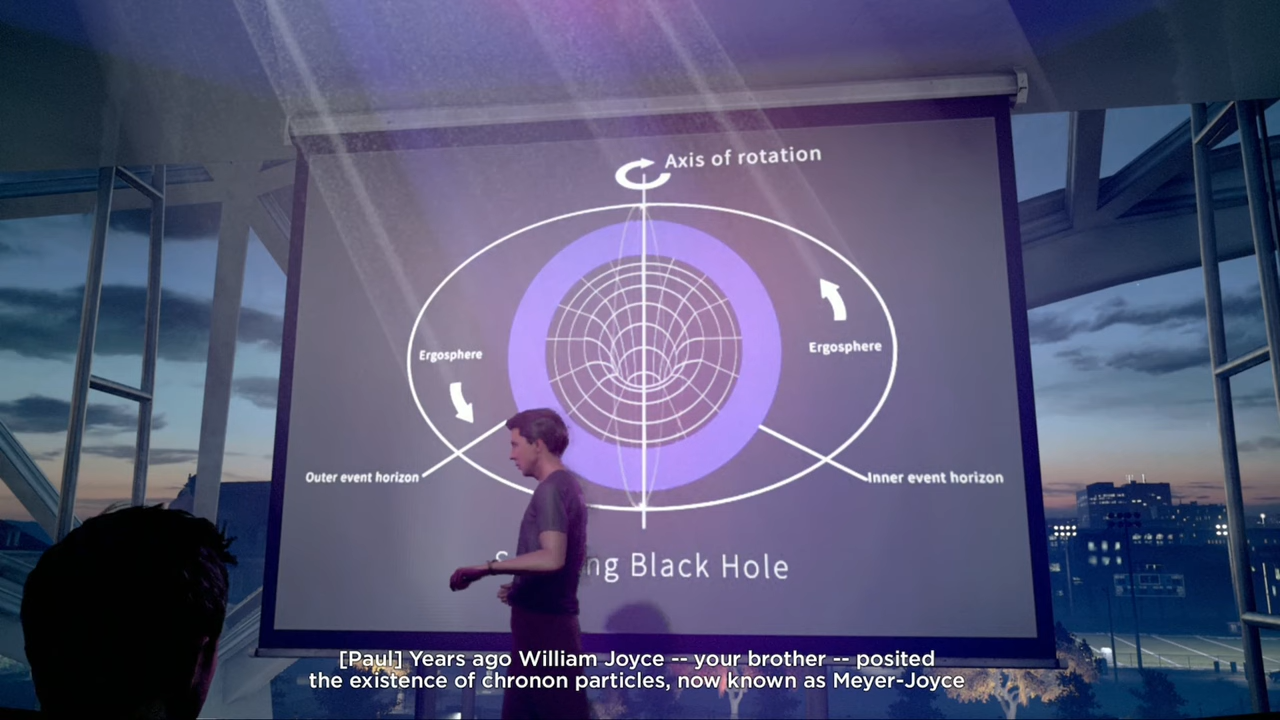 Axis of rotation
Ergosphere
Ergosphere
Outer event horizon
Inner event horizon
Black Hole
[Paul] Years ago William Joyce -- your brother -- posited
the existence of chronon particles, now known as Meyer-Joyce